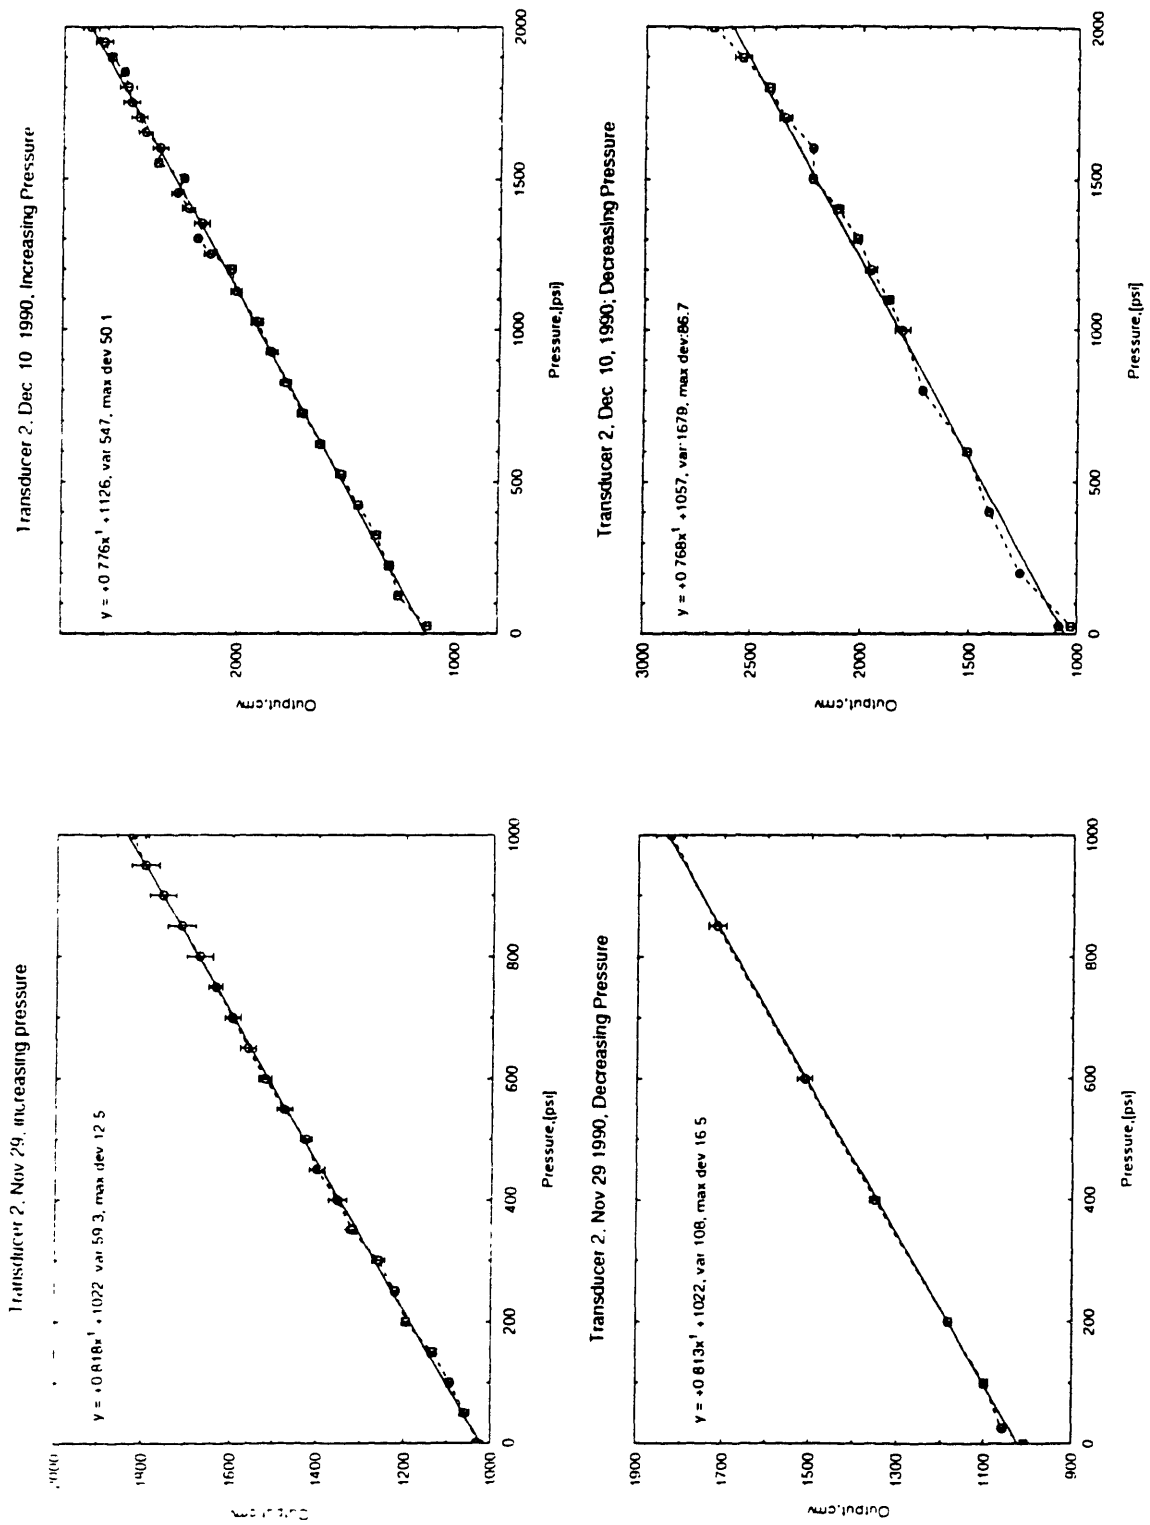 Transducer 2, Nov 29, increasing pressure
y = +0 818x¹ +1022 var 59 3, max dev 12 5
1800
1600
1400
1200
1000
0
200
400
600
800
1000
Pressure,[psi]
Transducer 2, Dec 10 1990, Increasing Pressure
y = +0 776x¹ +1126, var 547, max dev 50 1
2000
1000
Output,cmv
0
500
1000
1500
2000
Pressure,[psi]
Transducer 2, Nov 29 1990, Decreasing Pressure
y = +0 813x¹ +1022, var 108, max dev 16 5
1900
1700
1500
1300
1100
900
Output,cmv
0
200
400
600
800
1000
Pressure,[psi]
Transducer 2, Dec 10, 1990; Decreasing Pressure
y = +0 768x¹ +1057, var 1679, max dev:86.7
3000
2500
2000
1500
1000
Output,cmv
0
500
1000
1500
2000
Pressure,[psi]